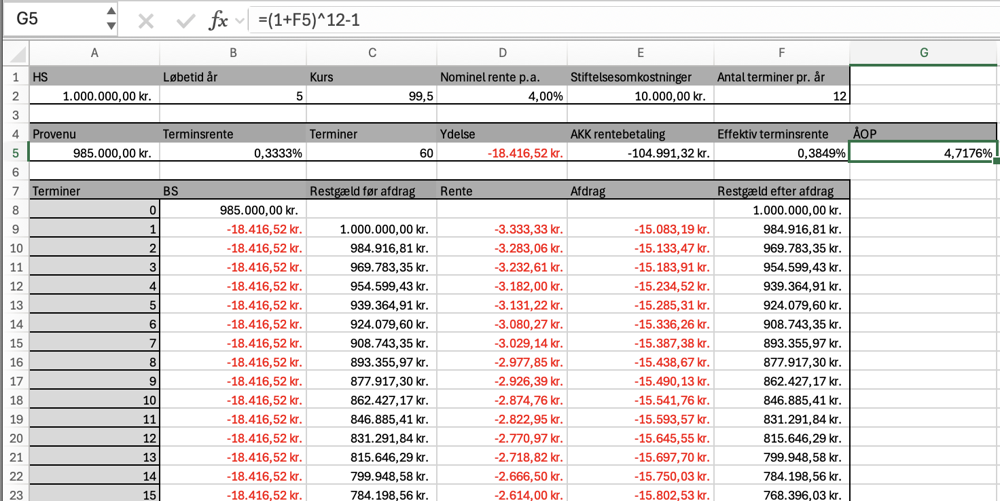 G5 fx =(1+F5)^12-1
A B C D E F G
1 HS Løbetid år Kurs Nominel rente p.a. Stiftelsesomkostninger Antal terminer pr. år
2 1.000.000,00 kr. 5 99,5 4,00% 10.000,00 kr. 12
3
4 Provenu Terminsrente Terminer Ydelse AKK rentebetaling Effektiv terminsrente ÅOP
5 985.000,00 kr. 0,3333% 60 -18.416,52 kr. -104.991,32 kr. 0,3849% 4,7176%
6
7 Terminer BS Restgæld før afdrag Rente Afdrag Restgæld efter afdrag
8 0 985.000,00 kr. 1.000.000,00 kr.
9 1 -18.416,52 kr. 1.000.000,00 kr. -3.333,33 kr. -15.083,19 kr. 984.916,81 kr.
10 2 -18.416,52 kr. 984.916,81 kr. -3.283,06 kr. -15.133,47 kr. 969.783,35 kr.
11 3 -18.416,52 kr. 969.783,35 kr. -3.232,61 kr. -15.183,91 kr. 954.599,43 kr.
12 4 -18.416,52 kr. 954.599,43 kr. -3.182,00 kr. -15.234,52 kr. 939.364,91 kr.
13 5 -18.416,52 kr. 939.364,91 kr. -3.131,22 kr. -15.285,31 kr. 924.079,60 kr.
14 6 -18.416,52 kr. 924.079,60 kr. -3.080,27 kr. -15.336,26 kr. 908.743,35 kr.
15 7 -18.416,52 kr. 908.743,35 kr. -3.029,14 kr. -15.387,38 kr. 893.355,97 kr.
16 8 -18.416,52 kr. 893.355,97 kr. -2.977,85 kr. -15.438,67 kr. 877.917,30 kr.
17 9 -18.416,52 kr. 877.917,30 kr. -2.926,39 kr. -15.490,13 kr. 862.427,17 kr.
18 10 -18.416,52 kr. 862.427,17 kr. -2.874,76 kr. -15.541,76 kr. 846.885,41 kr.
19 11 -18.416,52 kr. 846.885,41 kr. -2.822,95 kr. -15.593,57 kr. 831.291,84 kr.
20 12 -18.416,52 kr. 831.291,84 kr. -2.770,97 kr. -15.645,55 kr. 815.646,29 kr.
21 13 -18.416,52 kr. 815.646,29 kr. -2.718,82 kr. -15.697,70 kr. 799.948,58 kr.
22 14 -18.416,52 kr. 799.948,58 kr. -2.666,50 kr. -15.750,03 kr. 784.198,56 kr.
23 15 -18.416,52 kr. 784.198,56 kr. -2.614,00 kr. -15.802,53 kr. 768.396,03 kr.